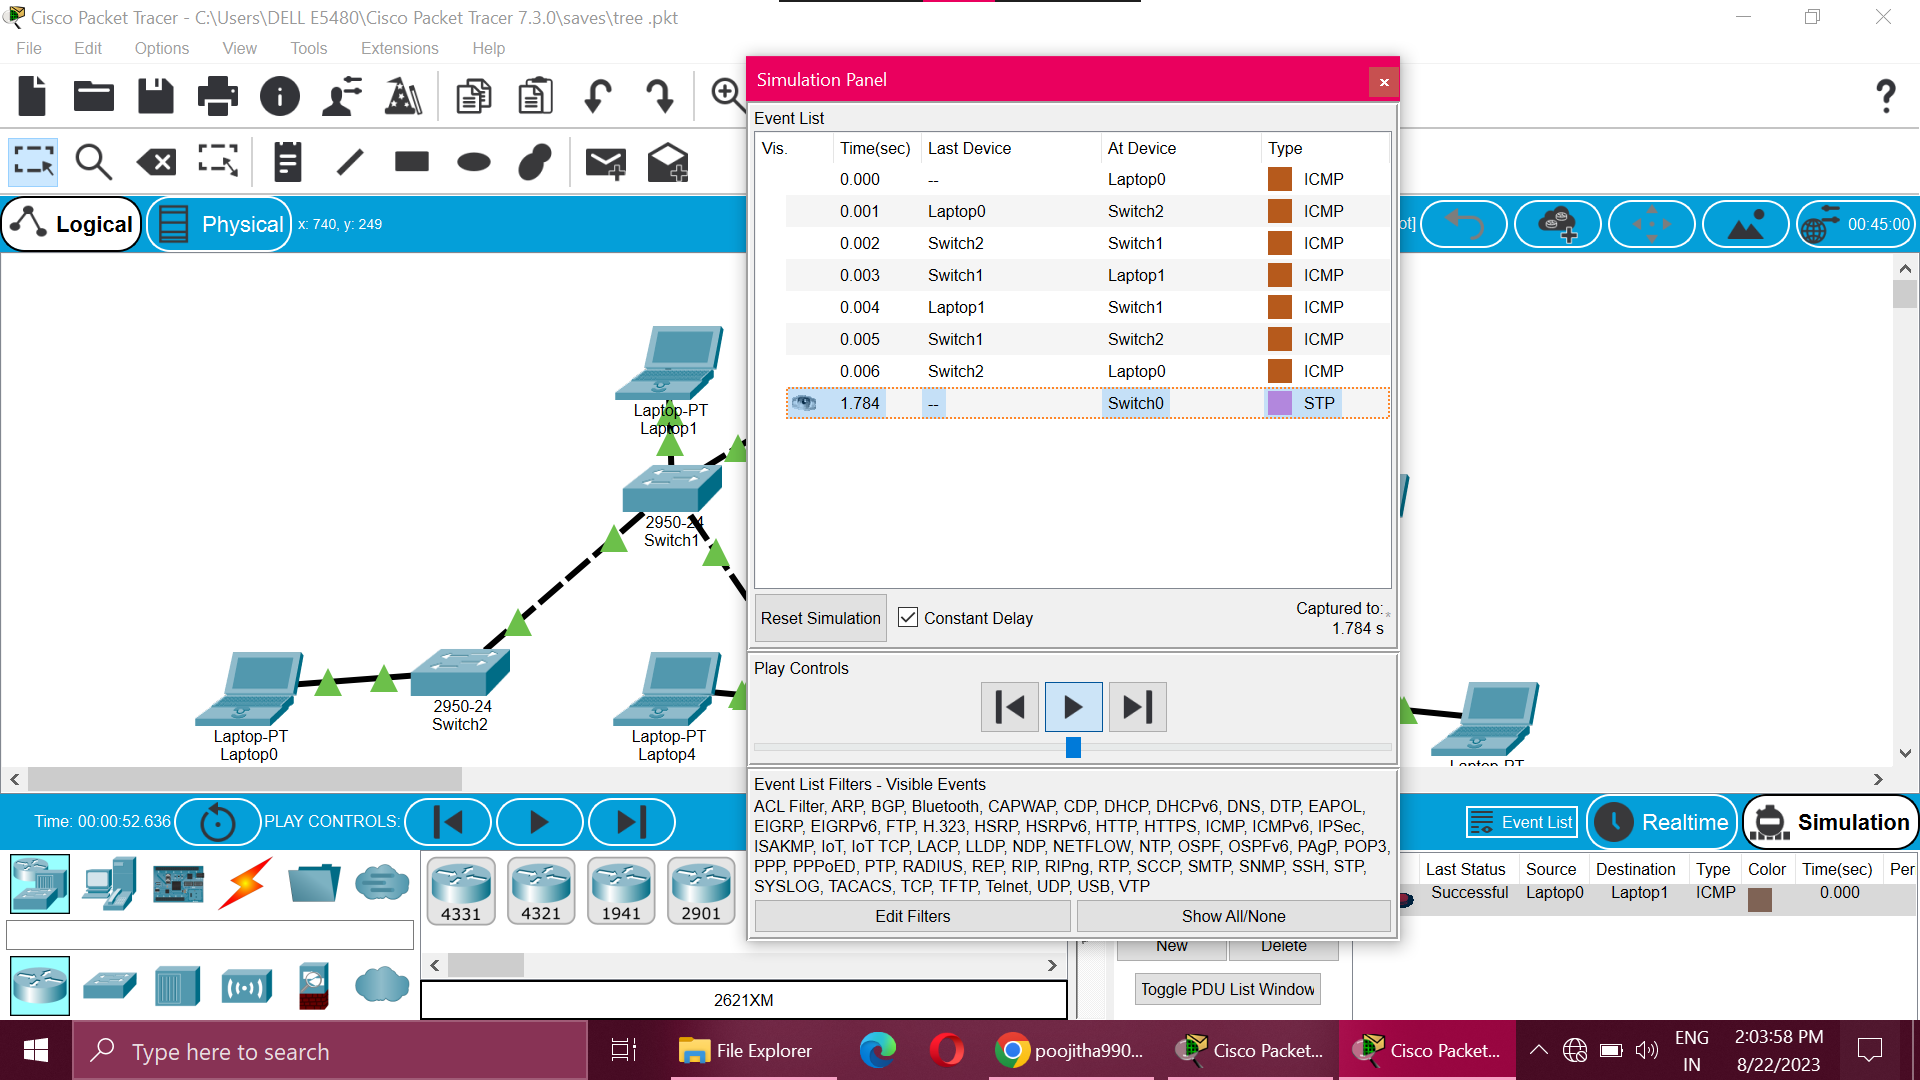 Cisco Packet Tracer - C:\Users\DELL E5480\Cisco Packet Tracer 7.3.0\saves\tree .pkt
File Edit Options View Tools Extensions Help
Simulation Panel
Event List
Vis. Time(sec) Last Device At Device Type
0.000 -- Laptop0 ICMP
0.001 Laptop0 Switch2 ICMP
0.002 Switch2 Switch1 ICMP
0.003 Switch1 Laptop1 ICMP
0.004 Laptop1 Switch1 ICMP
0.005 Switch1 Switch2 ICMP
0.006 Switch2 Laptop0 ICMP
1.784 -- Switch0 STP
Reset Simulation
Constant Delay
Captured to:
1.784 s
*
Play Controls
Event List Filters - Visible Events
ACL Filter, ARP, BGP, Bluetooth, CAPWAP, CDP, DHCP, DHCPv6, DNS, DTP, EAPOL,
EIGRP, EIGRPv6, FTP, H.323, HSRP, HSRPv6, HTTP, HTTPS, ICMP, ICMPv6, IPSec,
ISAKMP, IoT, IoT TCP, LACP, LLDP, NDP, NETFLOW, NTP, OSPF, OSPFv6, PAgP, POP3,
PPP, PPPoED, PTP, RADIUS, REP, RIP, RIPng, RTP, SCCP, SMTP, SNMP, SSH, STP,
SYSLOG, TACACS, TCP, TFTP, Telnet, UDP, USB, VTP
Edit Filters Show All/None
Logical Physical x: 740, y: 249
ot] 00:45:00
Laptop-PT
Laptop1
2950-24
Switch1
2950-24
Switch2
Laptop-PT
Laptop0
Laptop-PT
Laptop4
Laptop-PT
Time: 00:00:52.636 PLAY CONTROLS:
Event List Realtime Simulation
4331 4321 1941 2901
2621XM
Last Status Source Destination Type Color Time(sec) Per
Successful Laptop0 Laptop1 ICMP 0.000
New Delete
Toggle PDU List Window
Type here to search
File Explorer
poojitha990...
Cisco Packet...
Cisco Packet...
ENG
IN
2:03:58 PM
8/22/2023